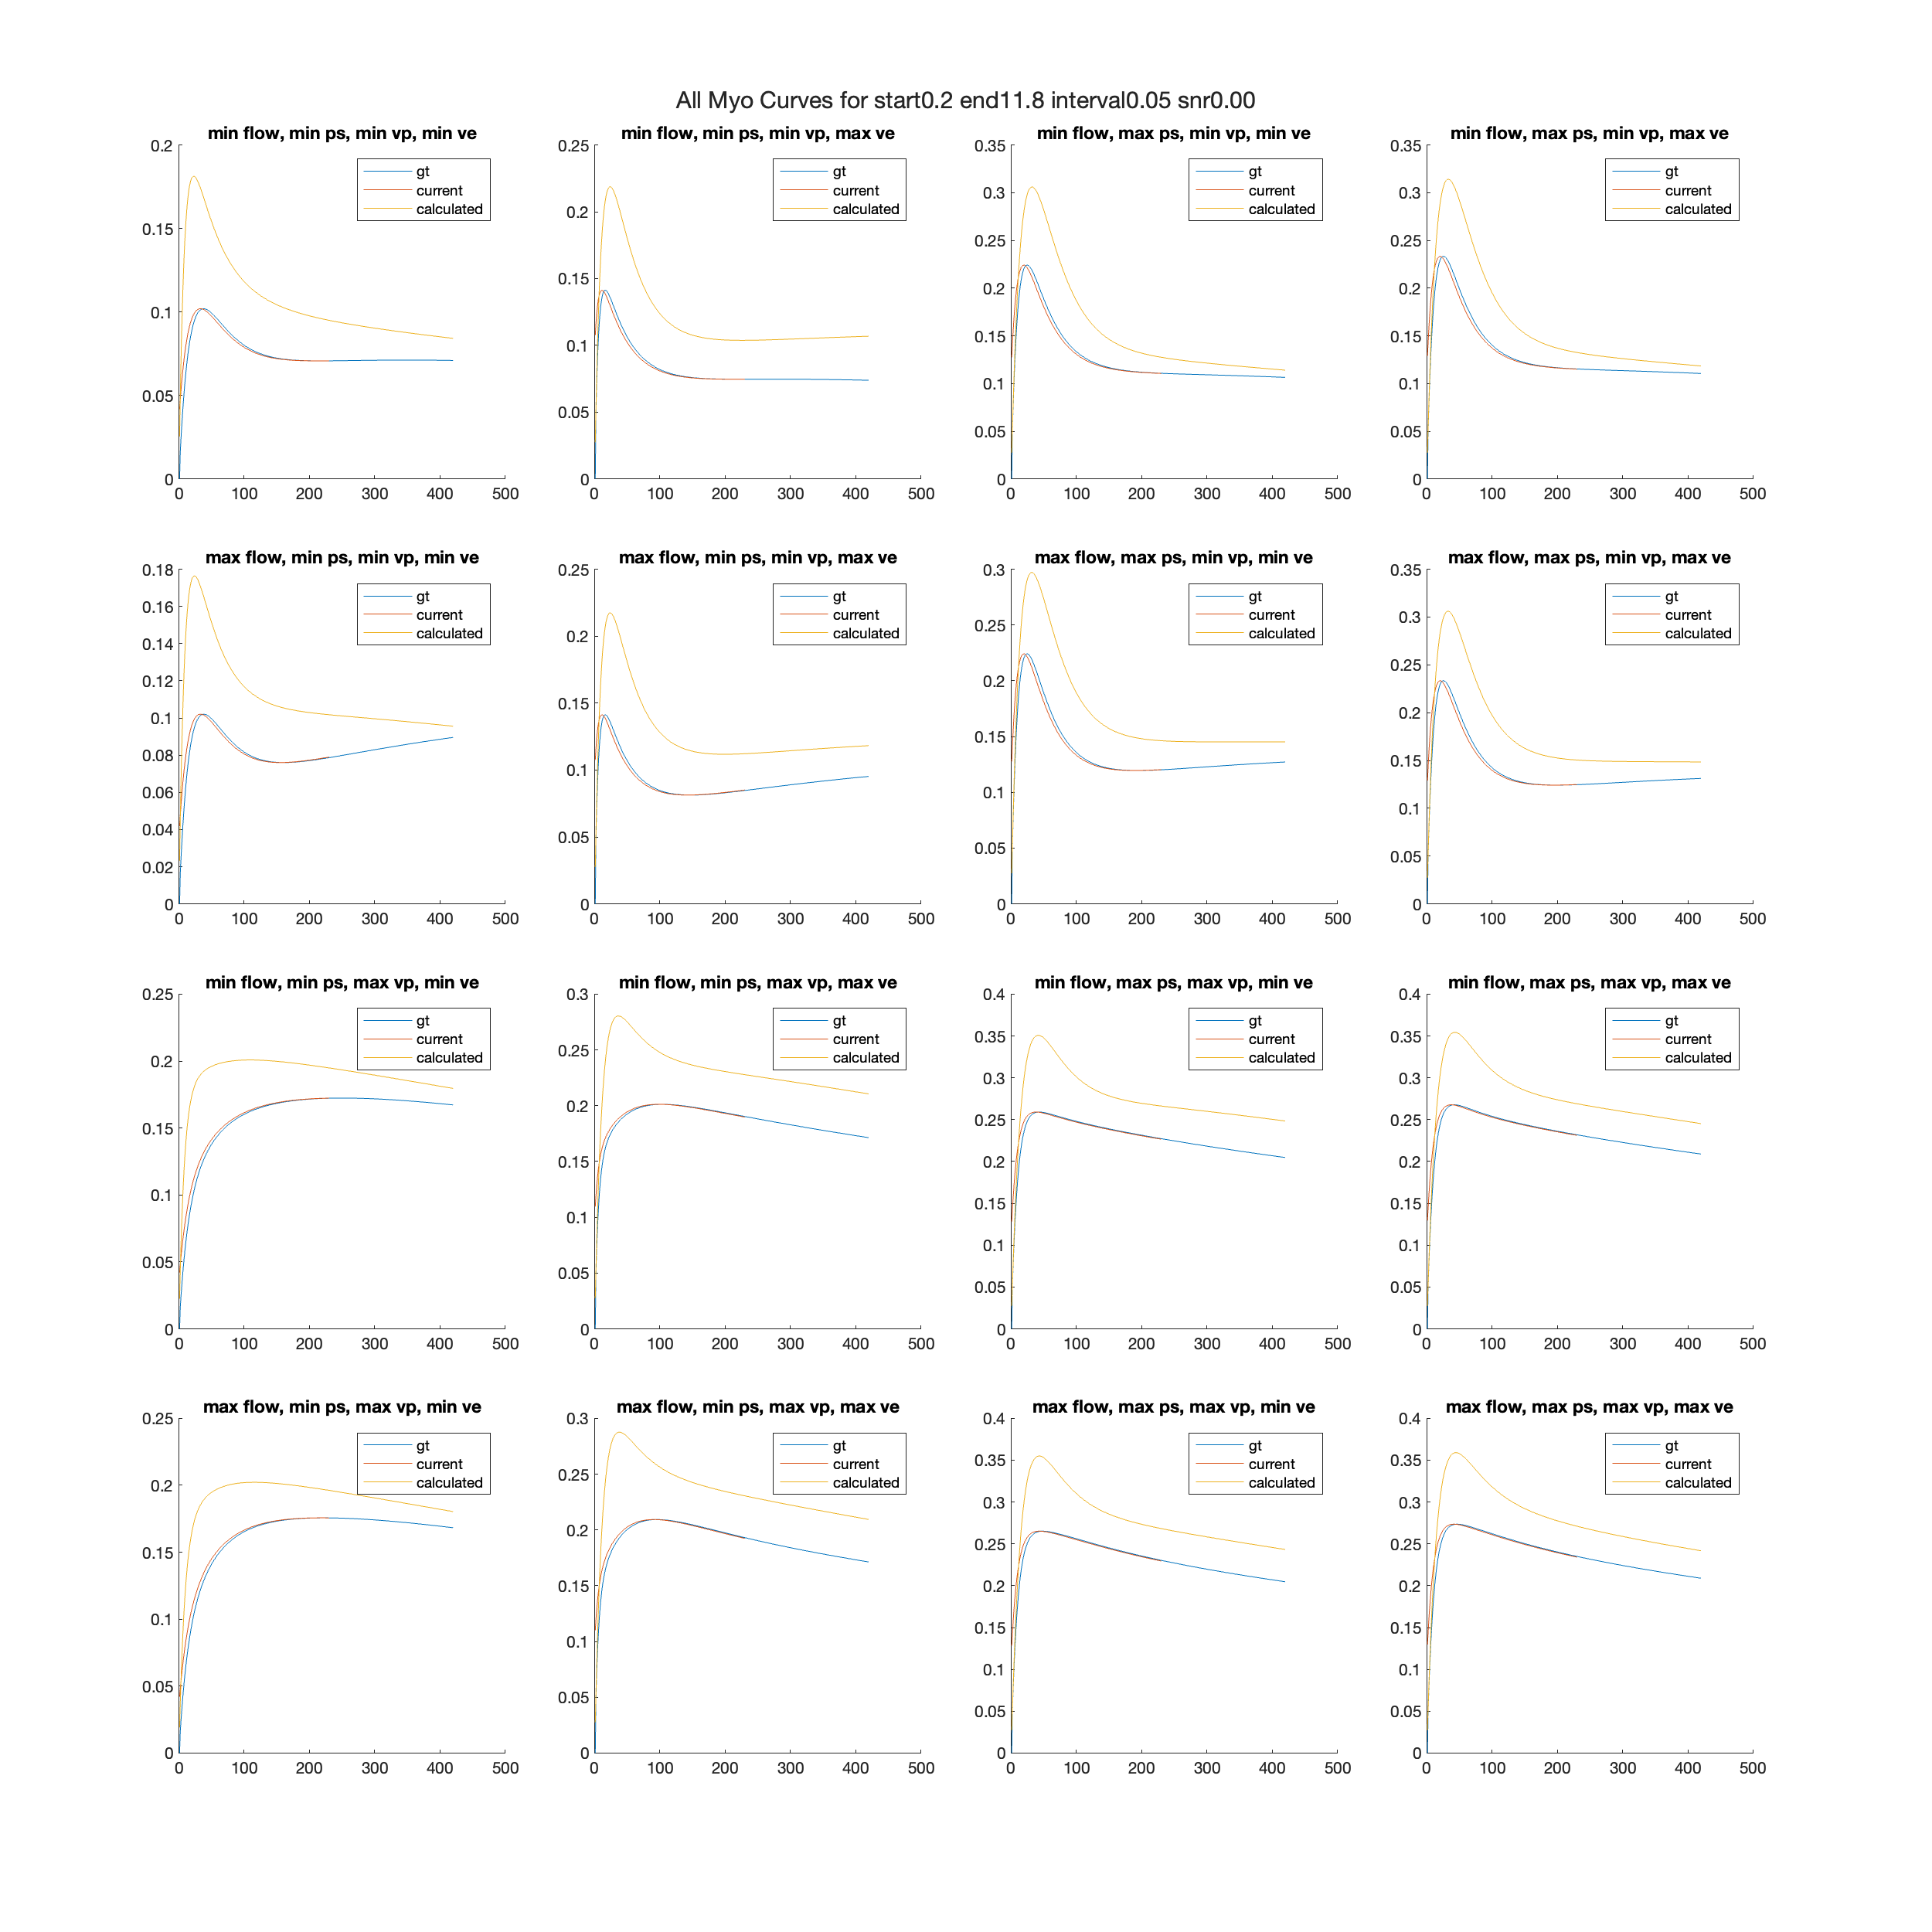 All Myo Curves for start0.2 end11.8 interval0.05 snr0.00
min flow, min ps, min vp, min ve
0.2
0.15
0.1
0.05
0
0 100 200 300 400 500
gt
current
calculated
min flow, min ps, min vp, max ve
0.25
0.2
0.15
0.1
0.05
0
0 100 200 300 400 500
gt
current
calculated
min flow, max ps, min vp, min ve
0.35
0.3
0.25
0.2
0.15
0.1
0.05
0
0 100 200 300 400 500
gt
current
calculated
min flow, max ps, min vp, max ve
0.35
0.3
0.25
0.2
0.15
0.1
0.05
0
0 100 200 300 400 500
gt
current
calculated
max flow, min ps, min vp, min ve
0.18
0.16
0.14
0.12
0.1
0.08
0.06
0.04
0.02
0
0 100 200 300 400 500
gt
current
calculated
max flow, min ps, min vp, max ve
0.25
0.2
0.15
0.1
0.05
0
0 100 200 300 400 500
gt
current
calculated
max flow, max ps, min vp, min ve
0.3
0.25
0.2
0.15
0.1
0.05
0
0 100 200 300 400 500
gt
current
calculated
max flow, max ps, min vp, max ve
0.35
0.3
0.25
0.2
0.15
0.1
0.05
0
0 100 200 300 400 500
gt
current
calculated
min flow, min ps, max vp, min ve
0.25
0.2
0.15
0.1
0.05
0
0 100 200 300 400 500
gt
current
calculated
min flow, min ps, max vp, max ve
0.3
0.25
0.2
0.15
0.1
0.05
0
0 100 200 300 400 500
gt
current
calculated
min flow, max ps, max vp, min ve
0.4
0.35
0.3
0.25
0.2
0.15
0.1
0.05
0
0 100 200 300 400 500
gt
current
calculated
min flow, max ps, max vp, max ve
0.4
0.35
0.3
0.25
0.2
0.15
0.1
0.05
0
0 100 200 300 400 500
gt
current
calculated
max flow, min ps, max vp, min ve
0.25
0.2
0.15
0.1
0.05
0
0 100 200 300 400 500
gt
current
calculated
max flow, min ps, max vp, max ve
0.3
0.25
0.2
0.15
0.1
0.05
0
0 100 200 300 400 500
gt
current
calculated
max flow, max ps, max vp, min ve
0.4
0.35
0.3
0.25
0.2
0.15
0.1
0.05
0
0 100 200 300 400 500
gt
current
calculated
max flow, max ps, max vp, max ve
0.4
0.35
0.3
0.25
0.2
0.15
0.1
0.05
0
0 100 200 300 400 500
gt
current
calculated